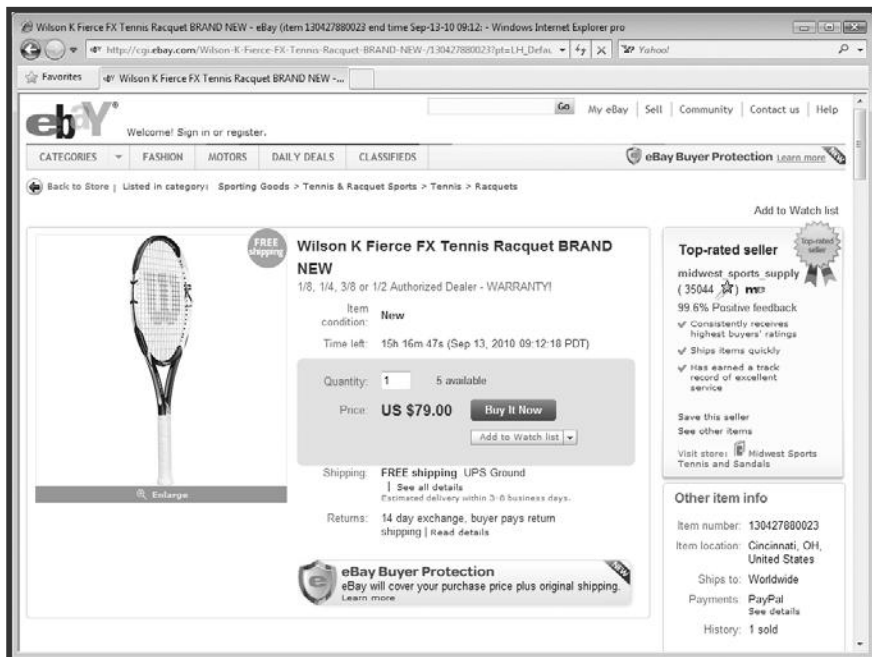 Wilson K Fierce FX Tennis Racquet BRAND NEW - eBay (item 130427880023 end time Sep-13-10 09:12: - Windows Internet Explorer pro
http://cgi.ebay.com/Wilson-K-Fierce-FX-Tennis-Racquet-BRAND-NEW-/130427880023?pt=LH_Defau
Yahoo!
Favorites
Wilson K Fierce FX Tennis Racquet BRAND NEW -...
ebaY®
Welcome! Sign in or register.
Go
My eBay | Sell | Community | Contact us | Help
CATEGORIES FASHION MOTORS DAILY DEALS CLASSIFIEDS
eBay Buyer Protection Learn more NEW
Back to Store | Listed in category: Sporting Goods > Tennis & Racquet Sports > Tennis > Racquets
Add to Watch list
FREE
shipping
Enlarge
Wilson K Fierce FX Tennis Racquet BRAND
NEW
1/8, 1/4, 3/8 or 1/2 Authorized Dealer - WARRANTY!
Item condition: New
Time left: 15h 16m 47s (Sep 13, 2010 09:12:18 PDT)
Quantity: 1 5 available
Price: US $79.00 Buy It Now
Add to Watch list
Shipping: FREE shipping UPS Ground
| See all details
Estimated delivery within 3-8 business days.
Returns: 14 day exchange, buyer pays return
shipping | Read details
eBay Buyer Protection NEW
eBay will cover your purchase price plus original shipping.
Learn more
Top-rated seller
Top-rated
seller
midwest_sports_supply
( 35044 ) me
99.6% Positive feedback
Consistently receives
highest buyers' ratings
Ships items quickly
Has earned a track
record of excellent
service
Save this seller
See other items
Visit store: Midwest Sports
Tennis and Sandals
Other item info
Item number: 130427880023
Item location: Cincinnati, OH,
United States
Ships to: Worldwide
Payments: PayPal
See details
History: 1 sold